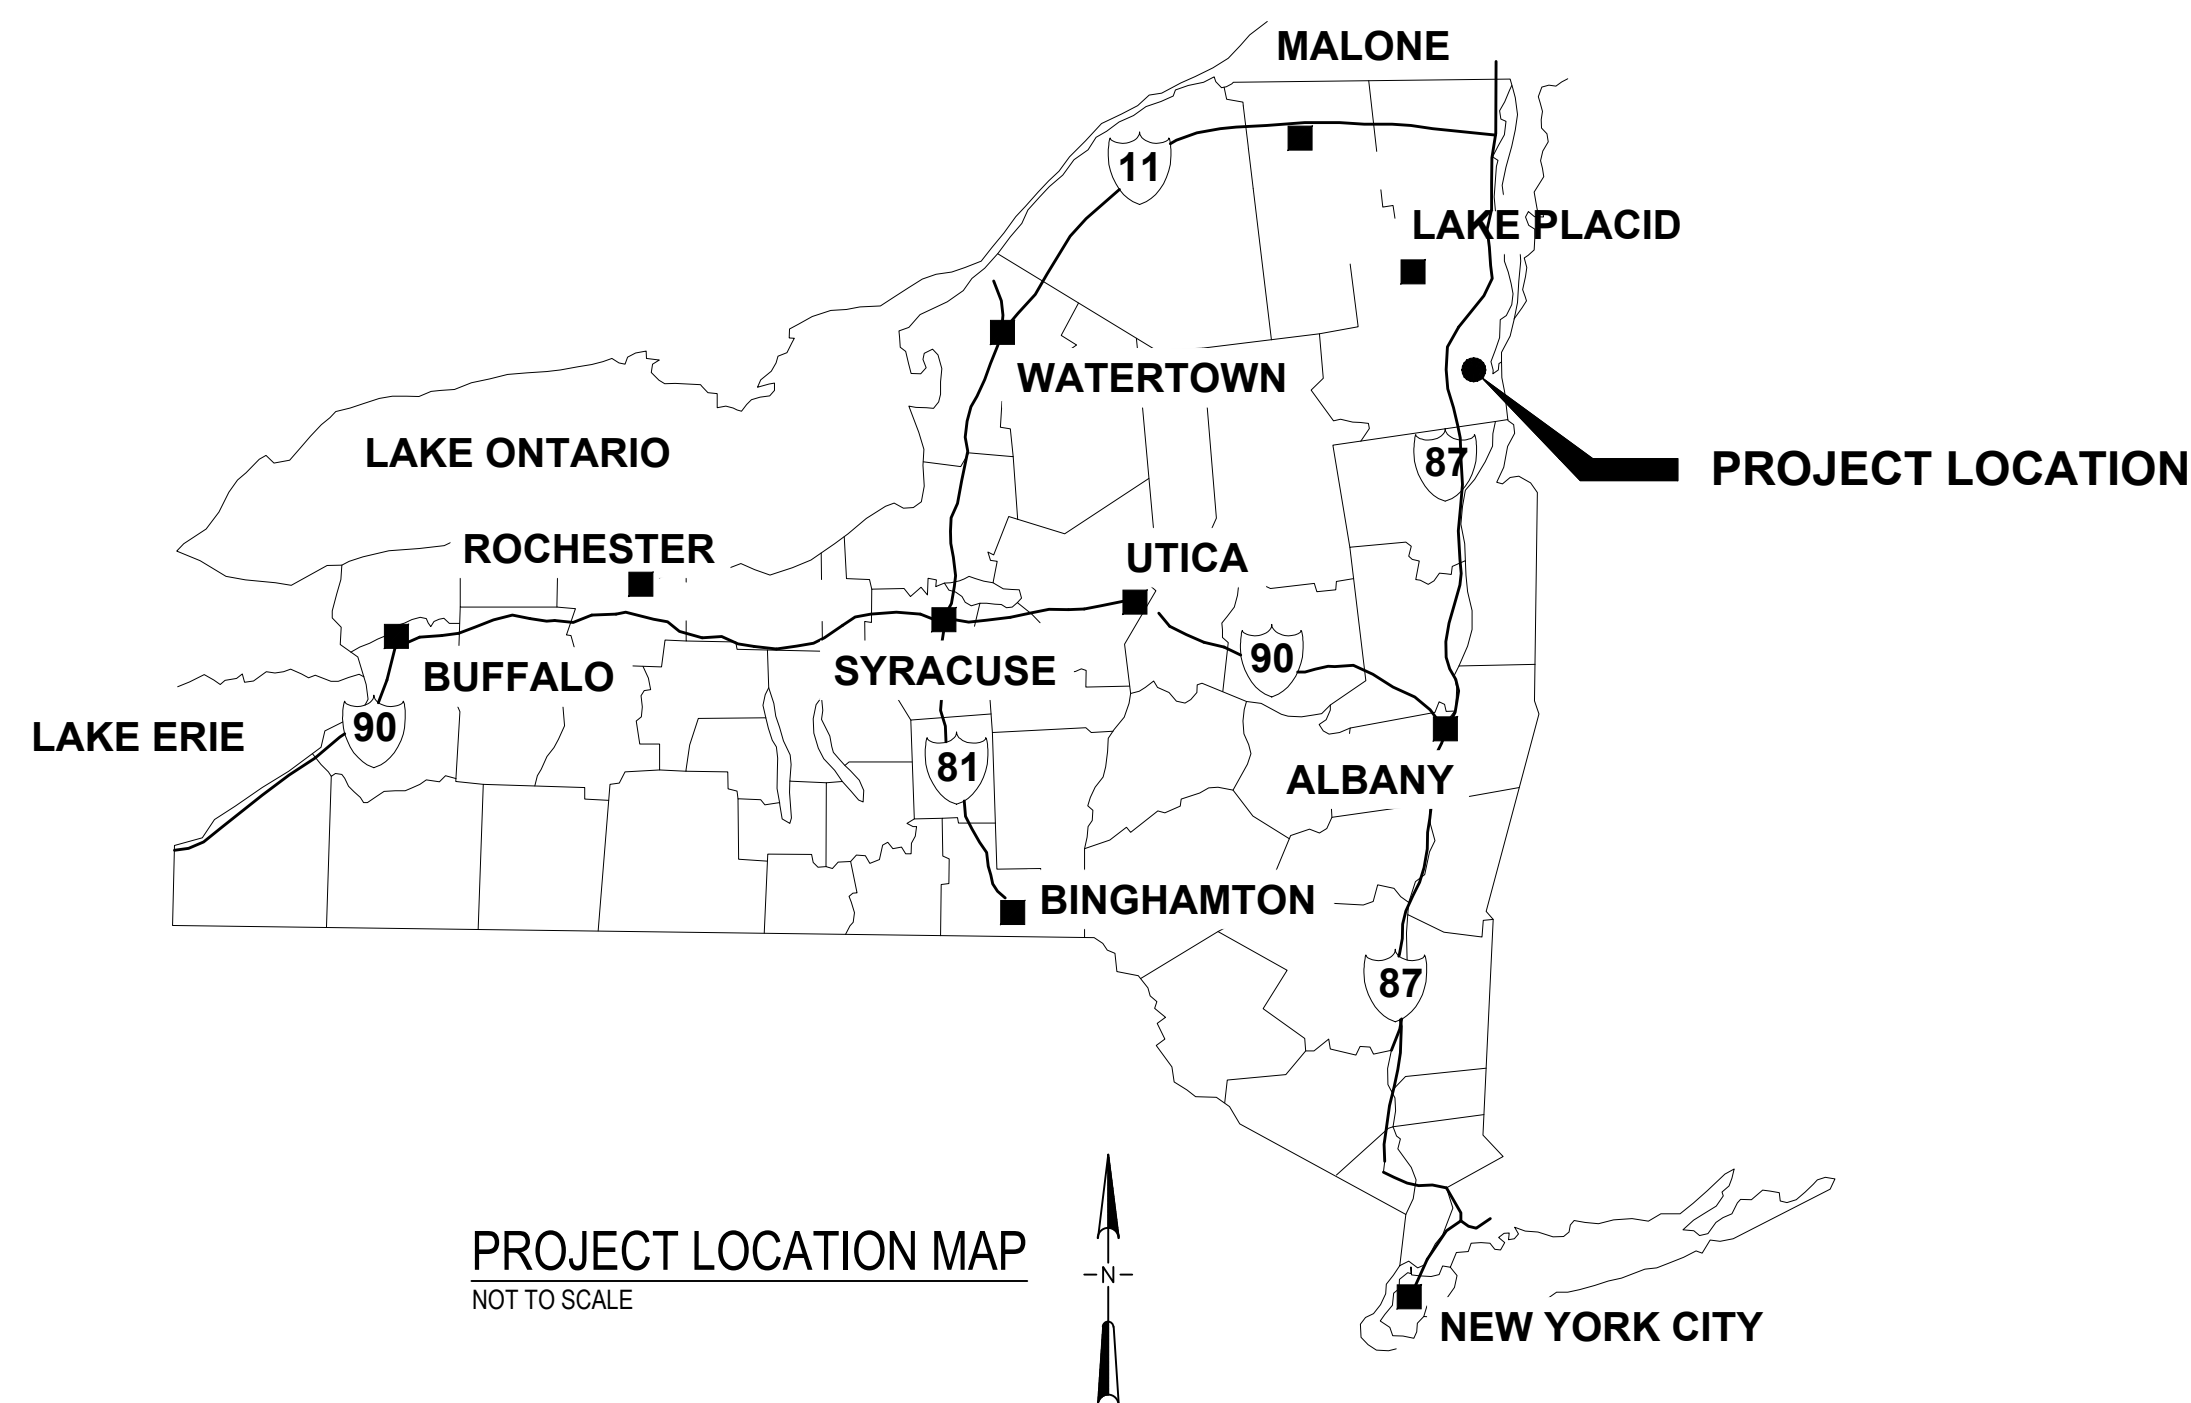 MALONE
11
LAKE PLACID
WATERTOWN
LAKE ONTARIO
87
PROJECT LOCATION
ROCHESTER
UTICA
SYRACUSE
90
BUFFALO
90
LAKE ERIE
81
ALBANY
BINGHAMTON
87
PROJECT LOCATION MAP
NOT TO SCALE
N
NEW YORK CITY